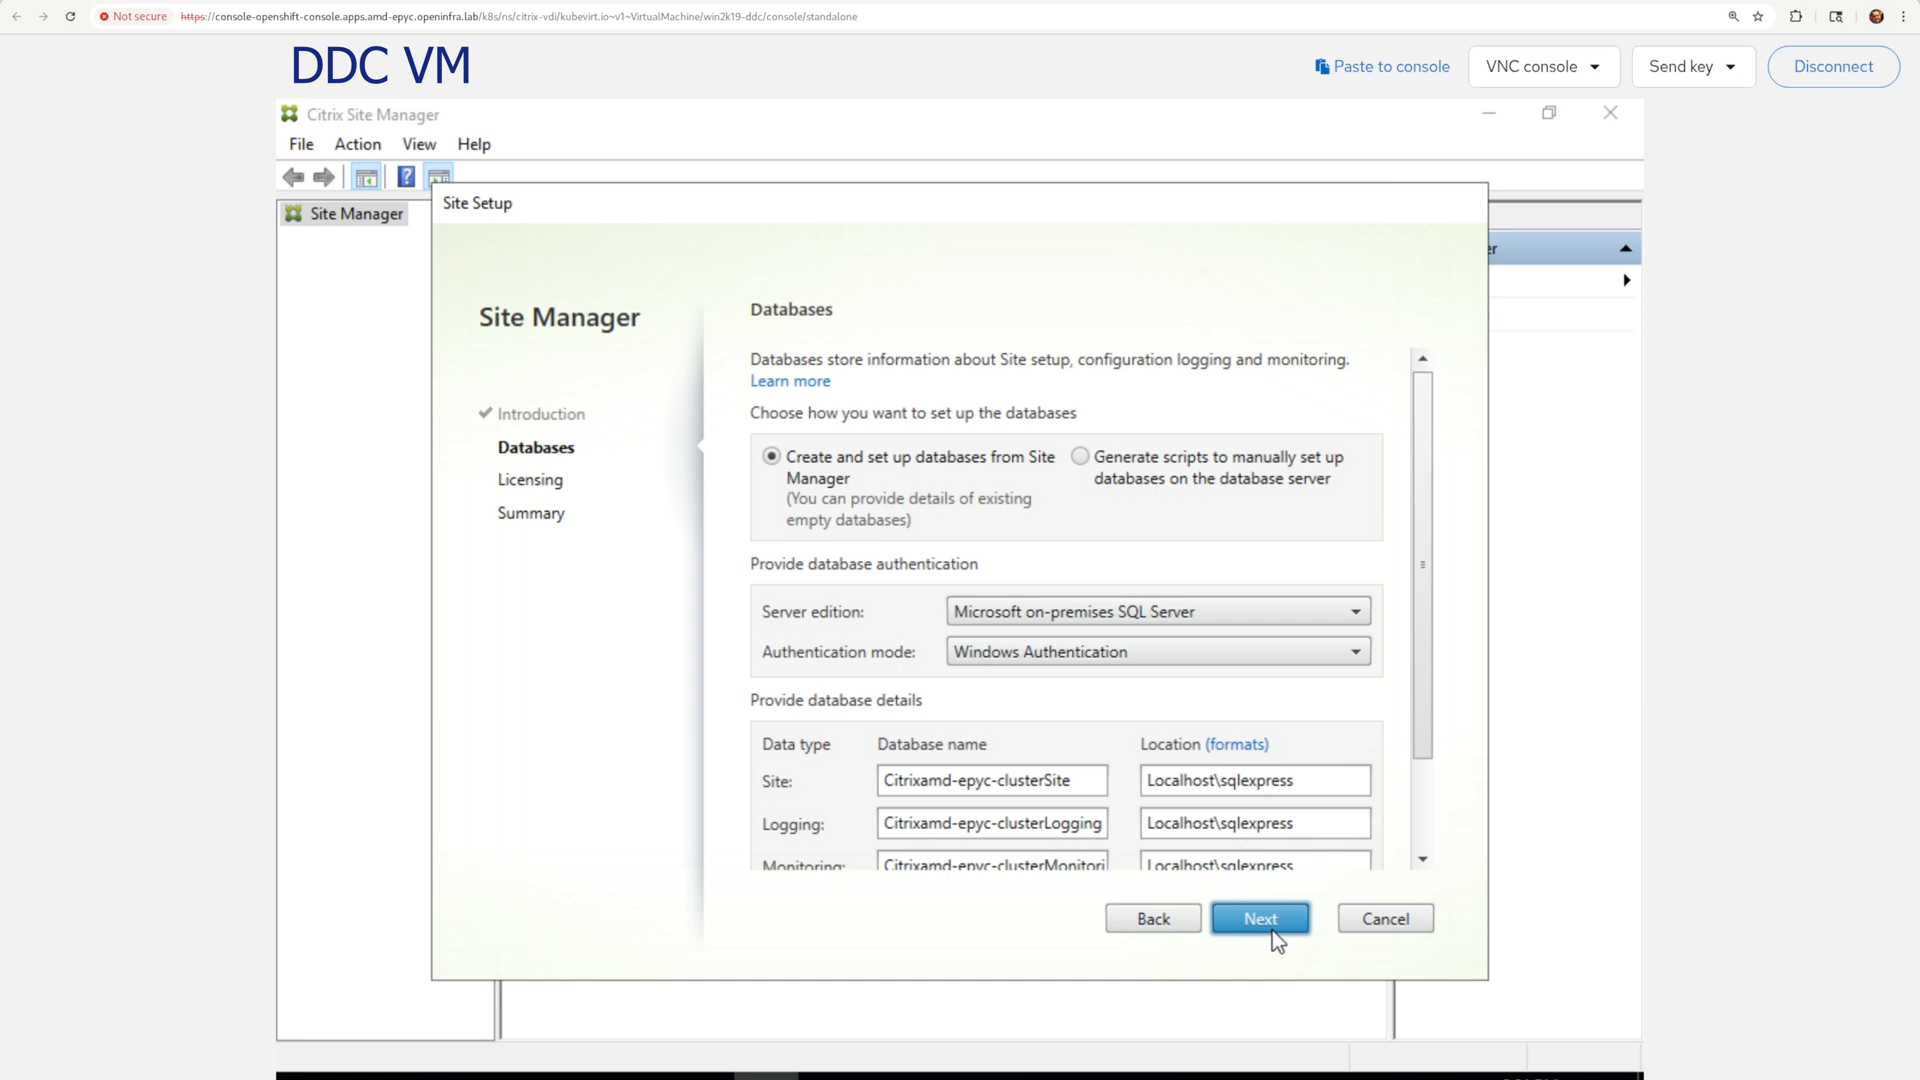 Not secure
https://console-openshift-console.apps.amd-epyc.openinfra.lab/k8s/ns/citrix-vdi/kubevirt.io~v1~VirtualMachine/win2k19-ddc/console/standalone
DDC VM
Paste to console
VNC console
Send key
Disconnect
Citrix Site Manager
File
Action
View
Help
Site Manager
Site Setup
Site Manager
Introduction
Databases
Licensing
Summary
Databases
Databases store information about Site setup, configuration logging and monitoring.
Learn more
Choose how you want to set up the databases
Create and set up databases from Site
Manager
(You can provide details of existing
empty databases)
Generate scripts to manually set up
databases on the database server
Provide database authentication
Server edition:
Microsoft on-premises SQL Server
Authentication mode:
Windows Authentication
Provide database details
Data type
Database name
Location (formats)
Site:
Citrixamd-epyc-clusterSite
Localhost\sqlexpress
Logging:
Citrixamd-epyc-clusterLogging
Localhost\sqlexpress
Monitoring:
Citrixamd-epyc-clusterMonitori
Localhost\sqlexpress
Back
Next
Cancel